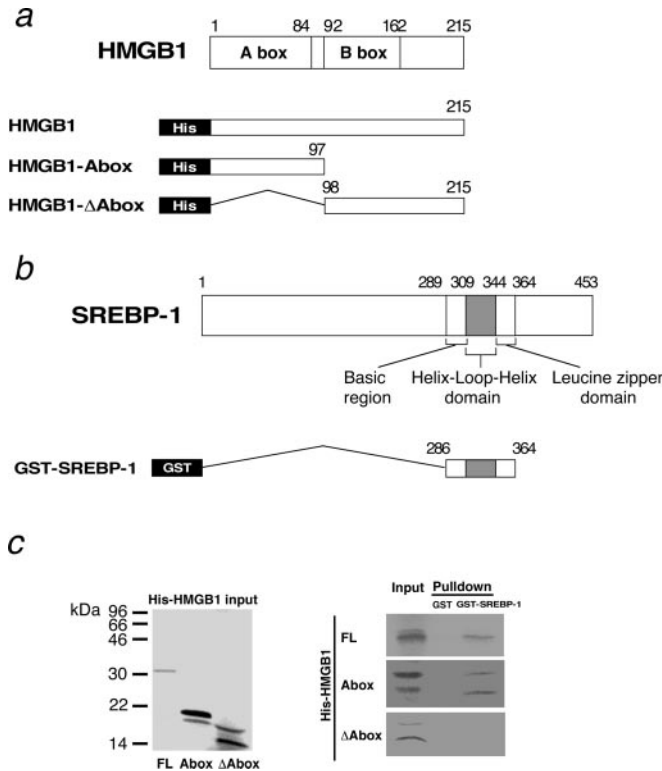 a
1 84 92 162 215
HMGB1 A box B box
215
HMGB1 His
97
HMGB1-Abox His
98 215
HMGB1-ΔAbox His
b
1 289 309 344 364 453
SREBP-1
Basic region Helix-Loop-Helix domain Leucine zipper domain
286 364
GST-SREBP-1 GST
c
His-HMGB1 input
kDa 96
66
46
30
22
14
FL Abox ΔAbox
Input Pulldown
GST GST-SREBP-1
His-HMGB1
FL
Abox
ΔAbox